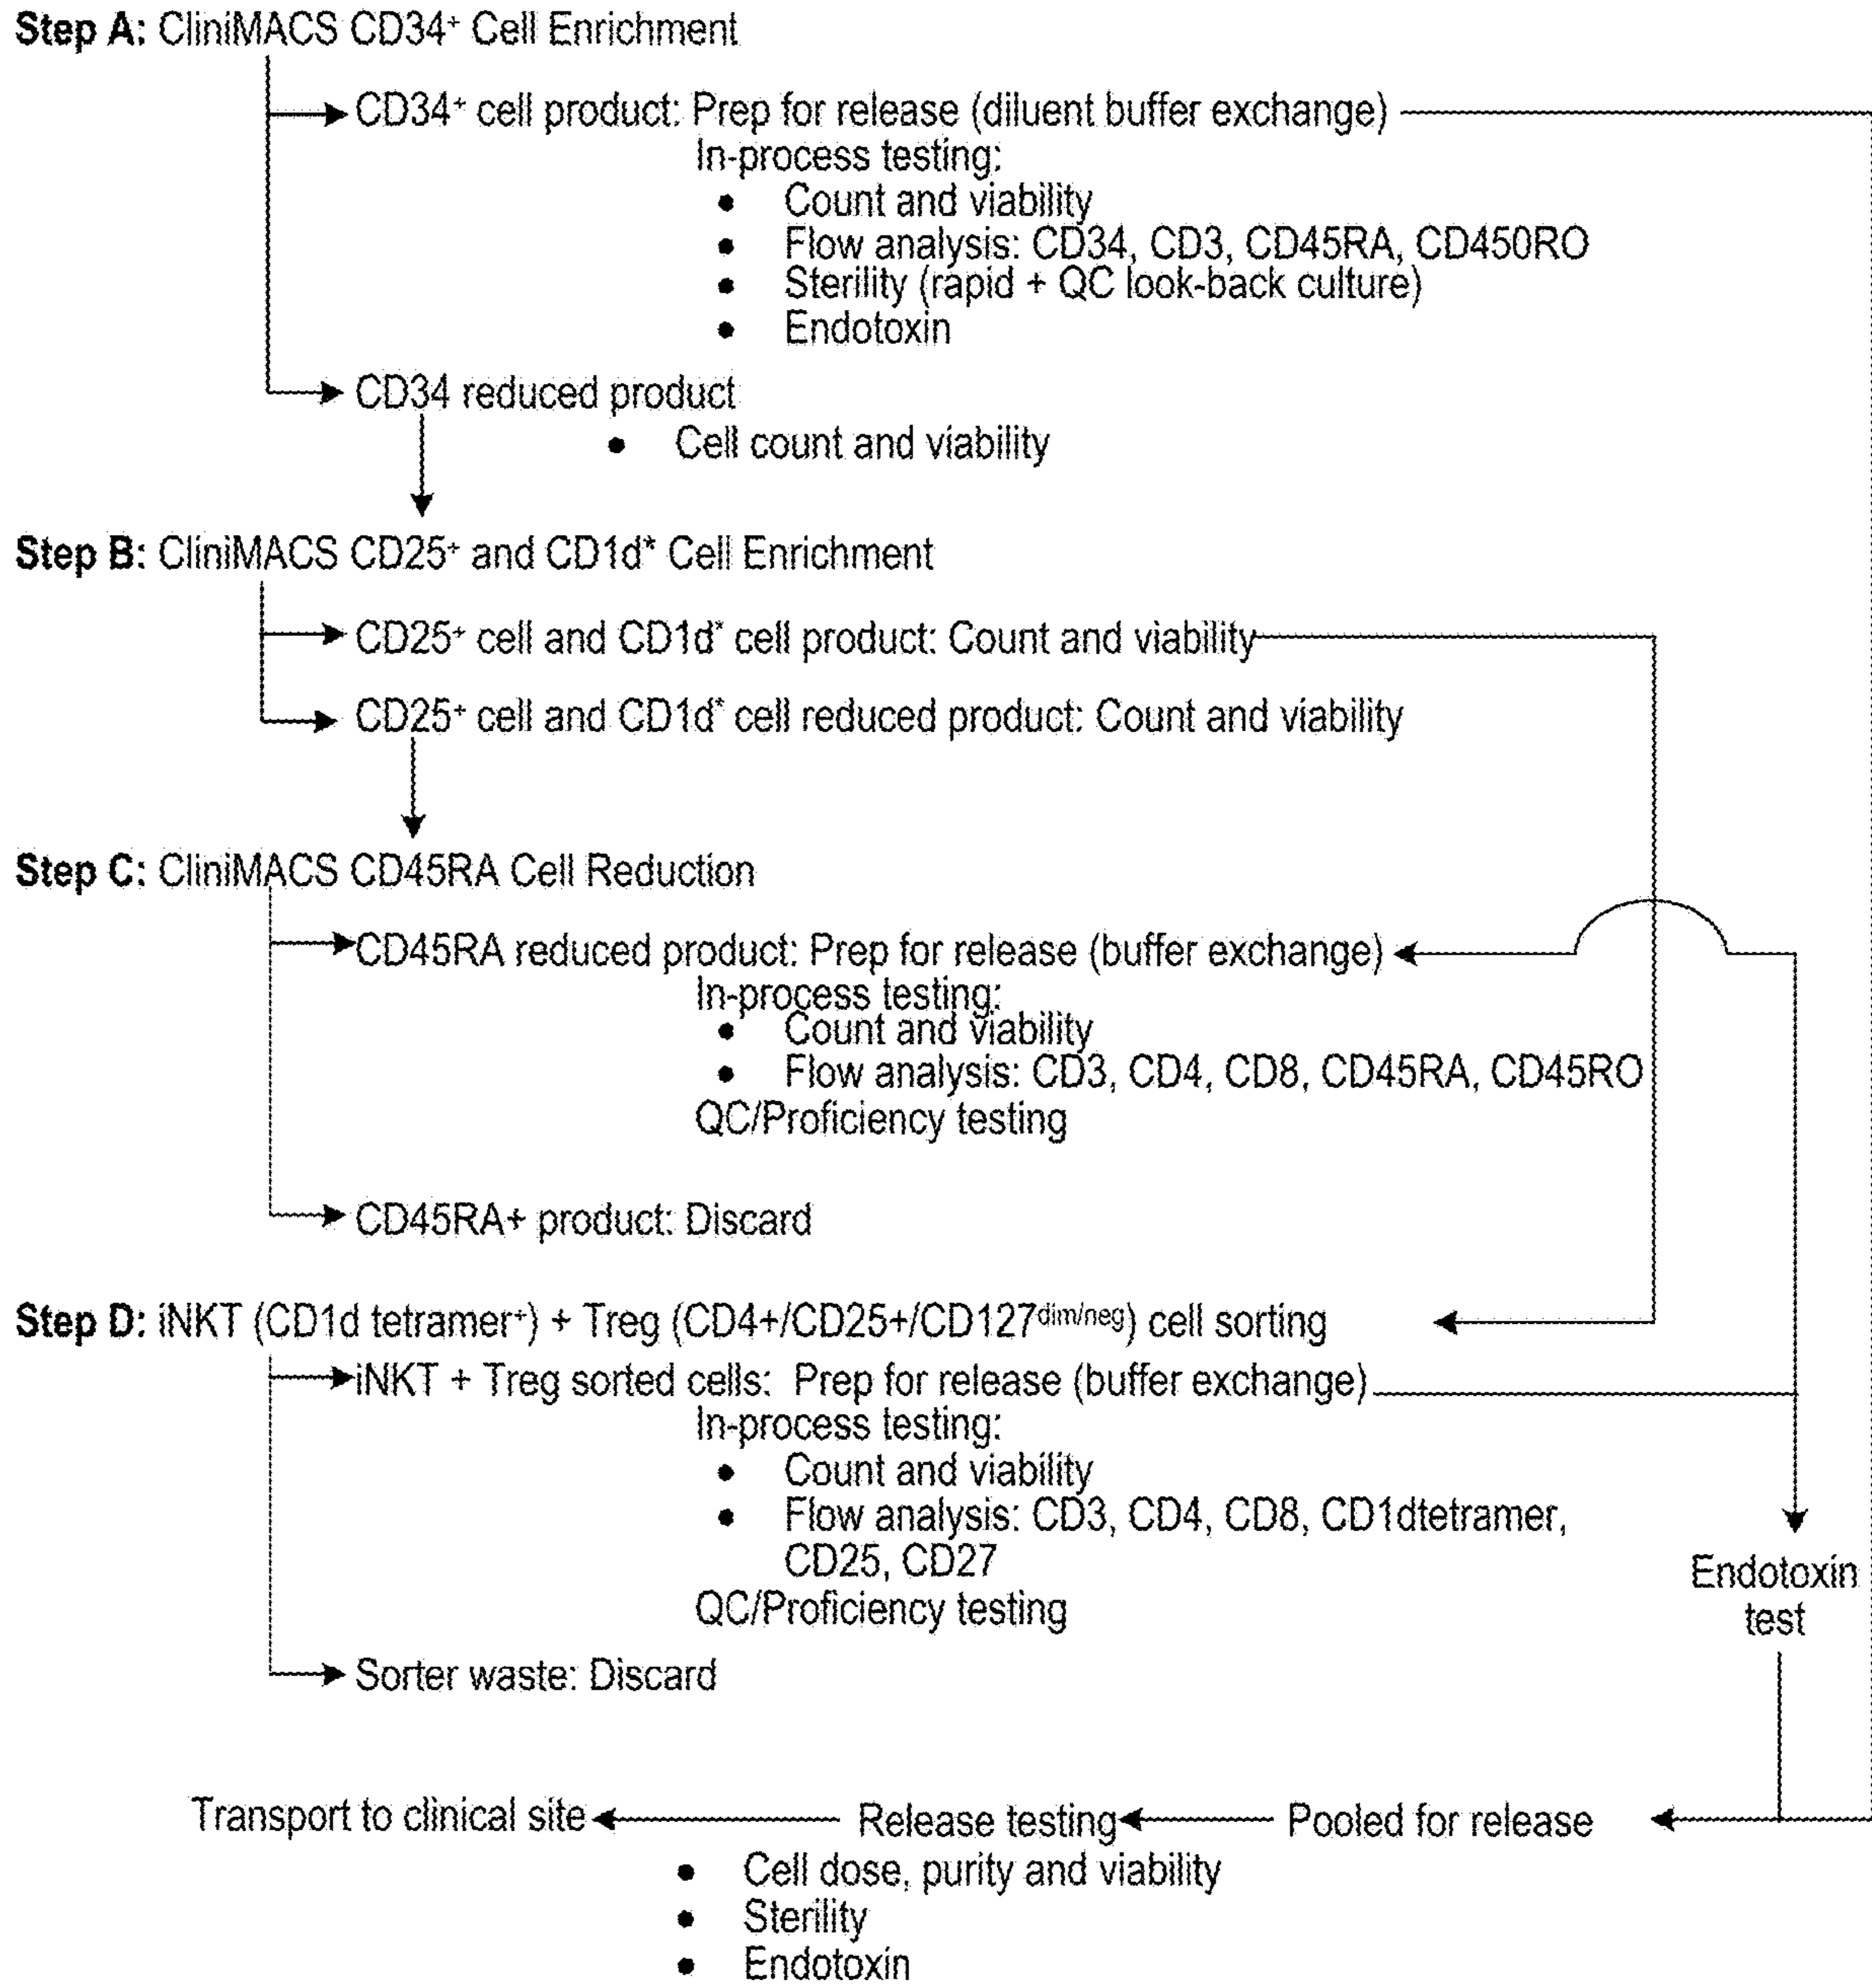 Step A: CliniMACS CD34⁺ Cell Enrichment
CD34⁺ cell product: Prep for release (diluent buffer exchange)
In-process testing:
• Count and viability
• Flow analysis: CD34, CD3, CD45RA, CD450RO
• Sterility (rapid + QC look-back culture)
• Endotoxin
CD34 reduced product
• Cell count and viability
Step B: CliniMACS CD25⁺ and CD1d* Cell Enrichment
CD25⁺ cell and CD1d* cell product: Count and viability
CD25⁺ cell and CD1d* cell reduced product: Count and viability
Step C: CliniMACS CD45RA Cell Reduction
CD45RA reduced product: Prep for release (buffer exchange)
In-process testing:
• Count and viability
• Flow analysis: CD3, CD4, CD8, CD45RA, CD45RO
QC/Proficiency testing
CD45RA+ product: Discard
Step D: iNKT (CD1d tetramer⁺) + Treg (CD4+/CD25+/CD127dim/neg) cell sorting
iNKT + Treg sorted cells: Prep for release (buffer exchange)
In-process testing:
• Count and viability
• Flow analysis: CD3, CD4, CD8, CD1dtetramer,
CD25, CD27
QC/Proficiency testing
Endotoxin
test
Sorter waste: Discard
Transport to clinical site Release testing Pooled for release
• Cell dose, purity and viability
• Sterility
• Endotoxin